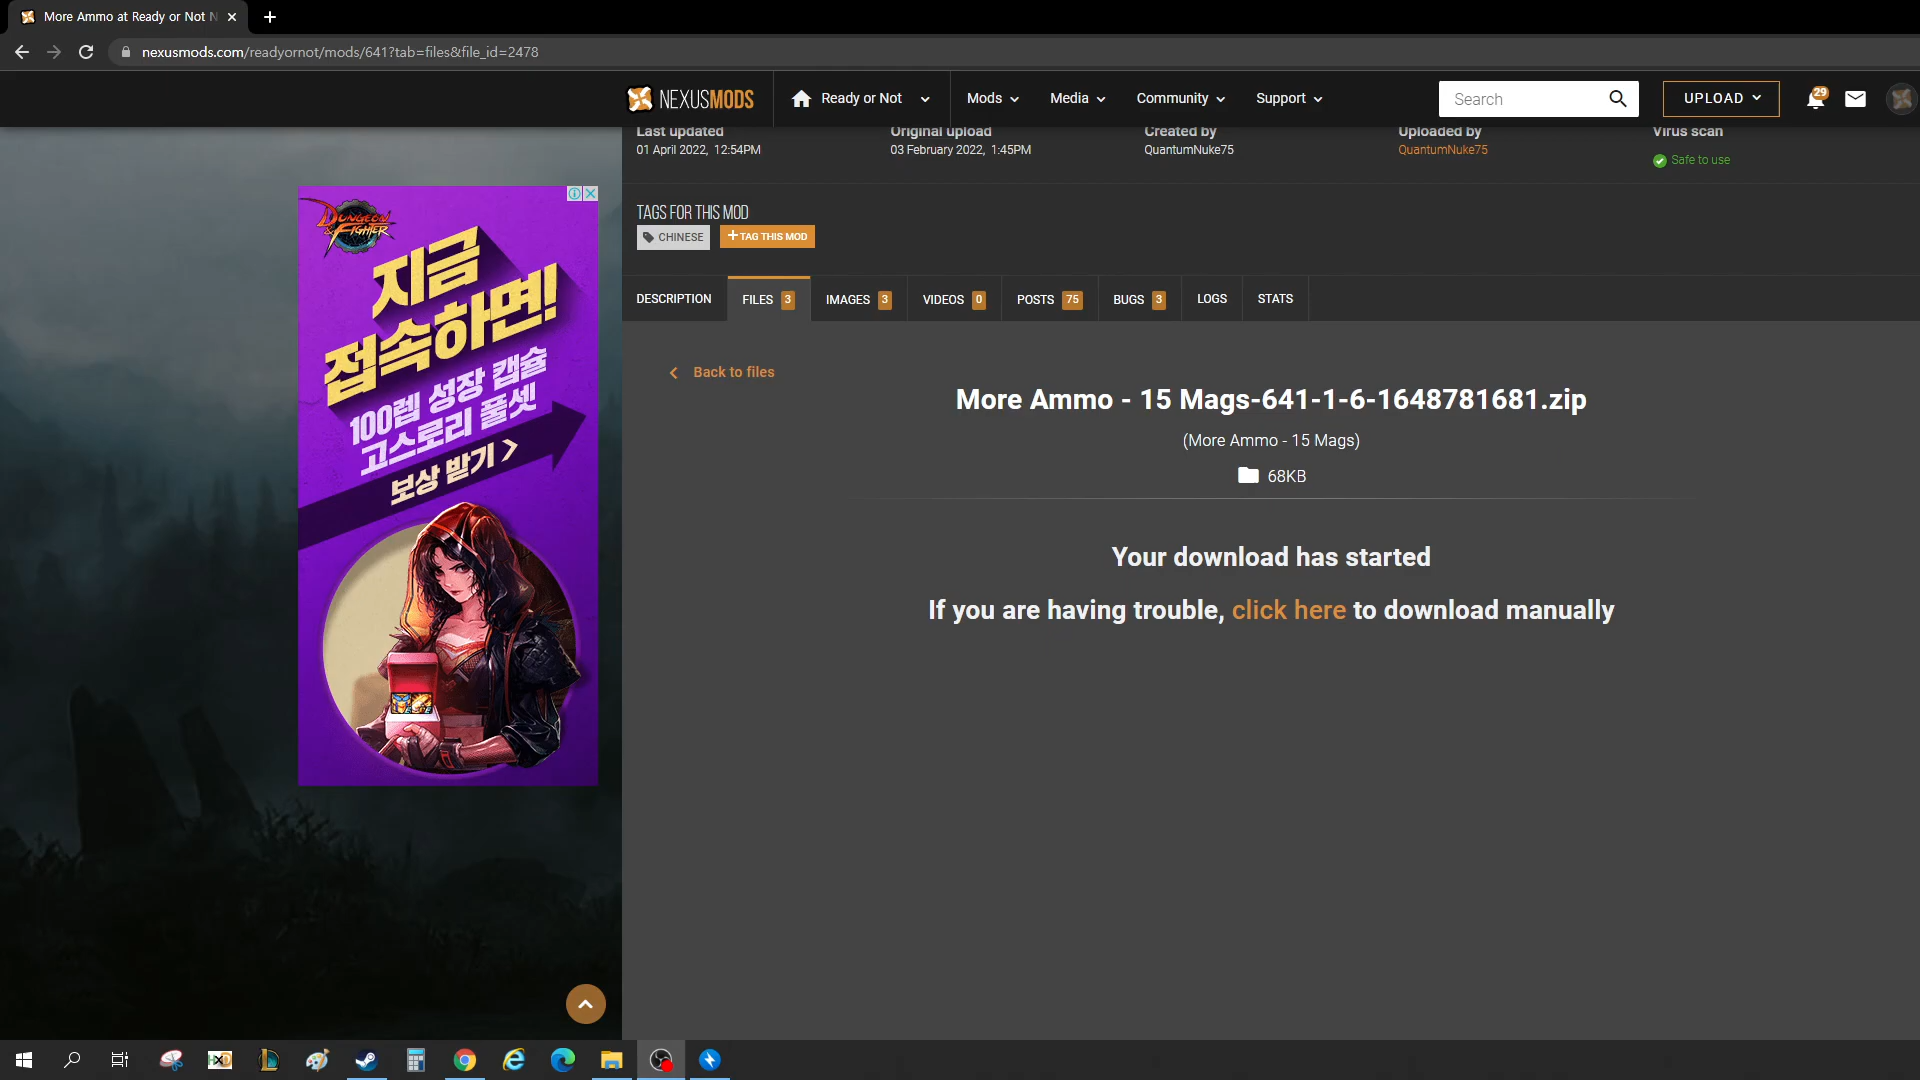 More Ammo at Ready or Not N
nexusmods.com/readyornot/mods/641?tab=files&file_id=2478
NEXUSMODS
Ready or Not
Mods
Media
Community
Support
Search
UPLOAD
29
Last updated
01 April 2022, 12:54PM
Original upload
03 February 2022, 1:45PM
Created by
QuantumNuke75
Uploaded by
QuantumNuke75
Virus scan
Safe to use
TAGS FOR THIS MOD
CHINESE
+ TAG THIS MOD
DESCRIPTION
FILES 3
IMAGES 3
VIDEOS 0
POSTS 75
BUGS 3
LOGS
STATS
DUNGEON & FIGHTER
지금
접속하면!
100렙 성장 캡슐
고스토리 풀셋
보상 받기 >
Back to files
More Ammo - 15 Mags-641-1-6-1648781681.zip
(More Ammo - 15 Mags)
68KB
Your download has started
If you are having trouble, click here to download manually